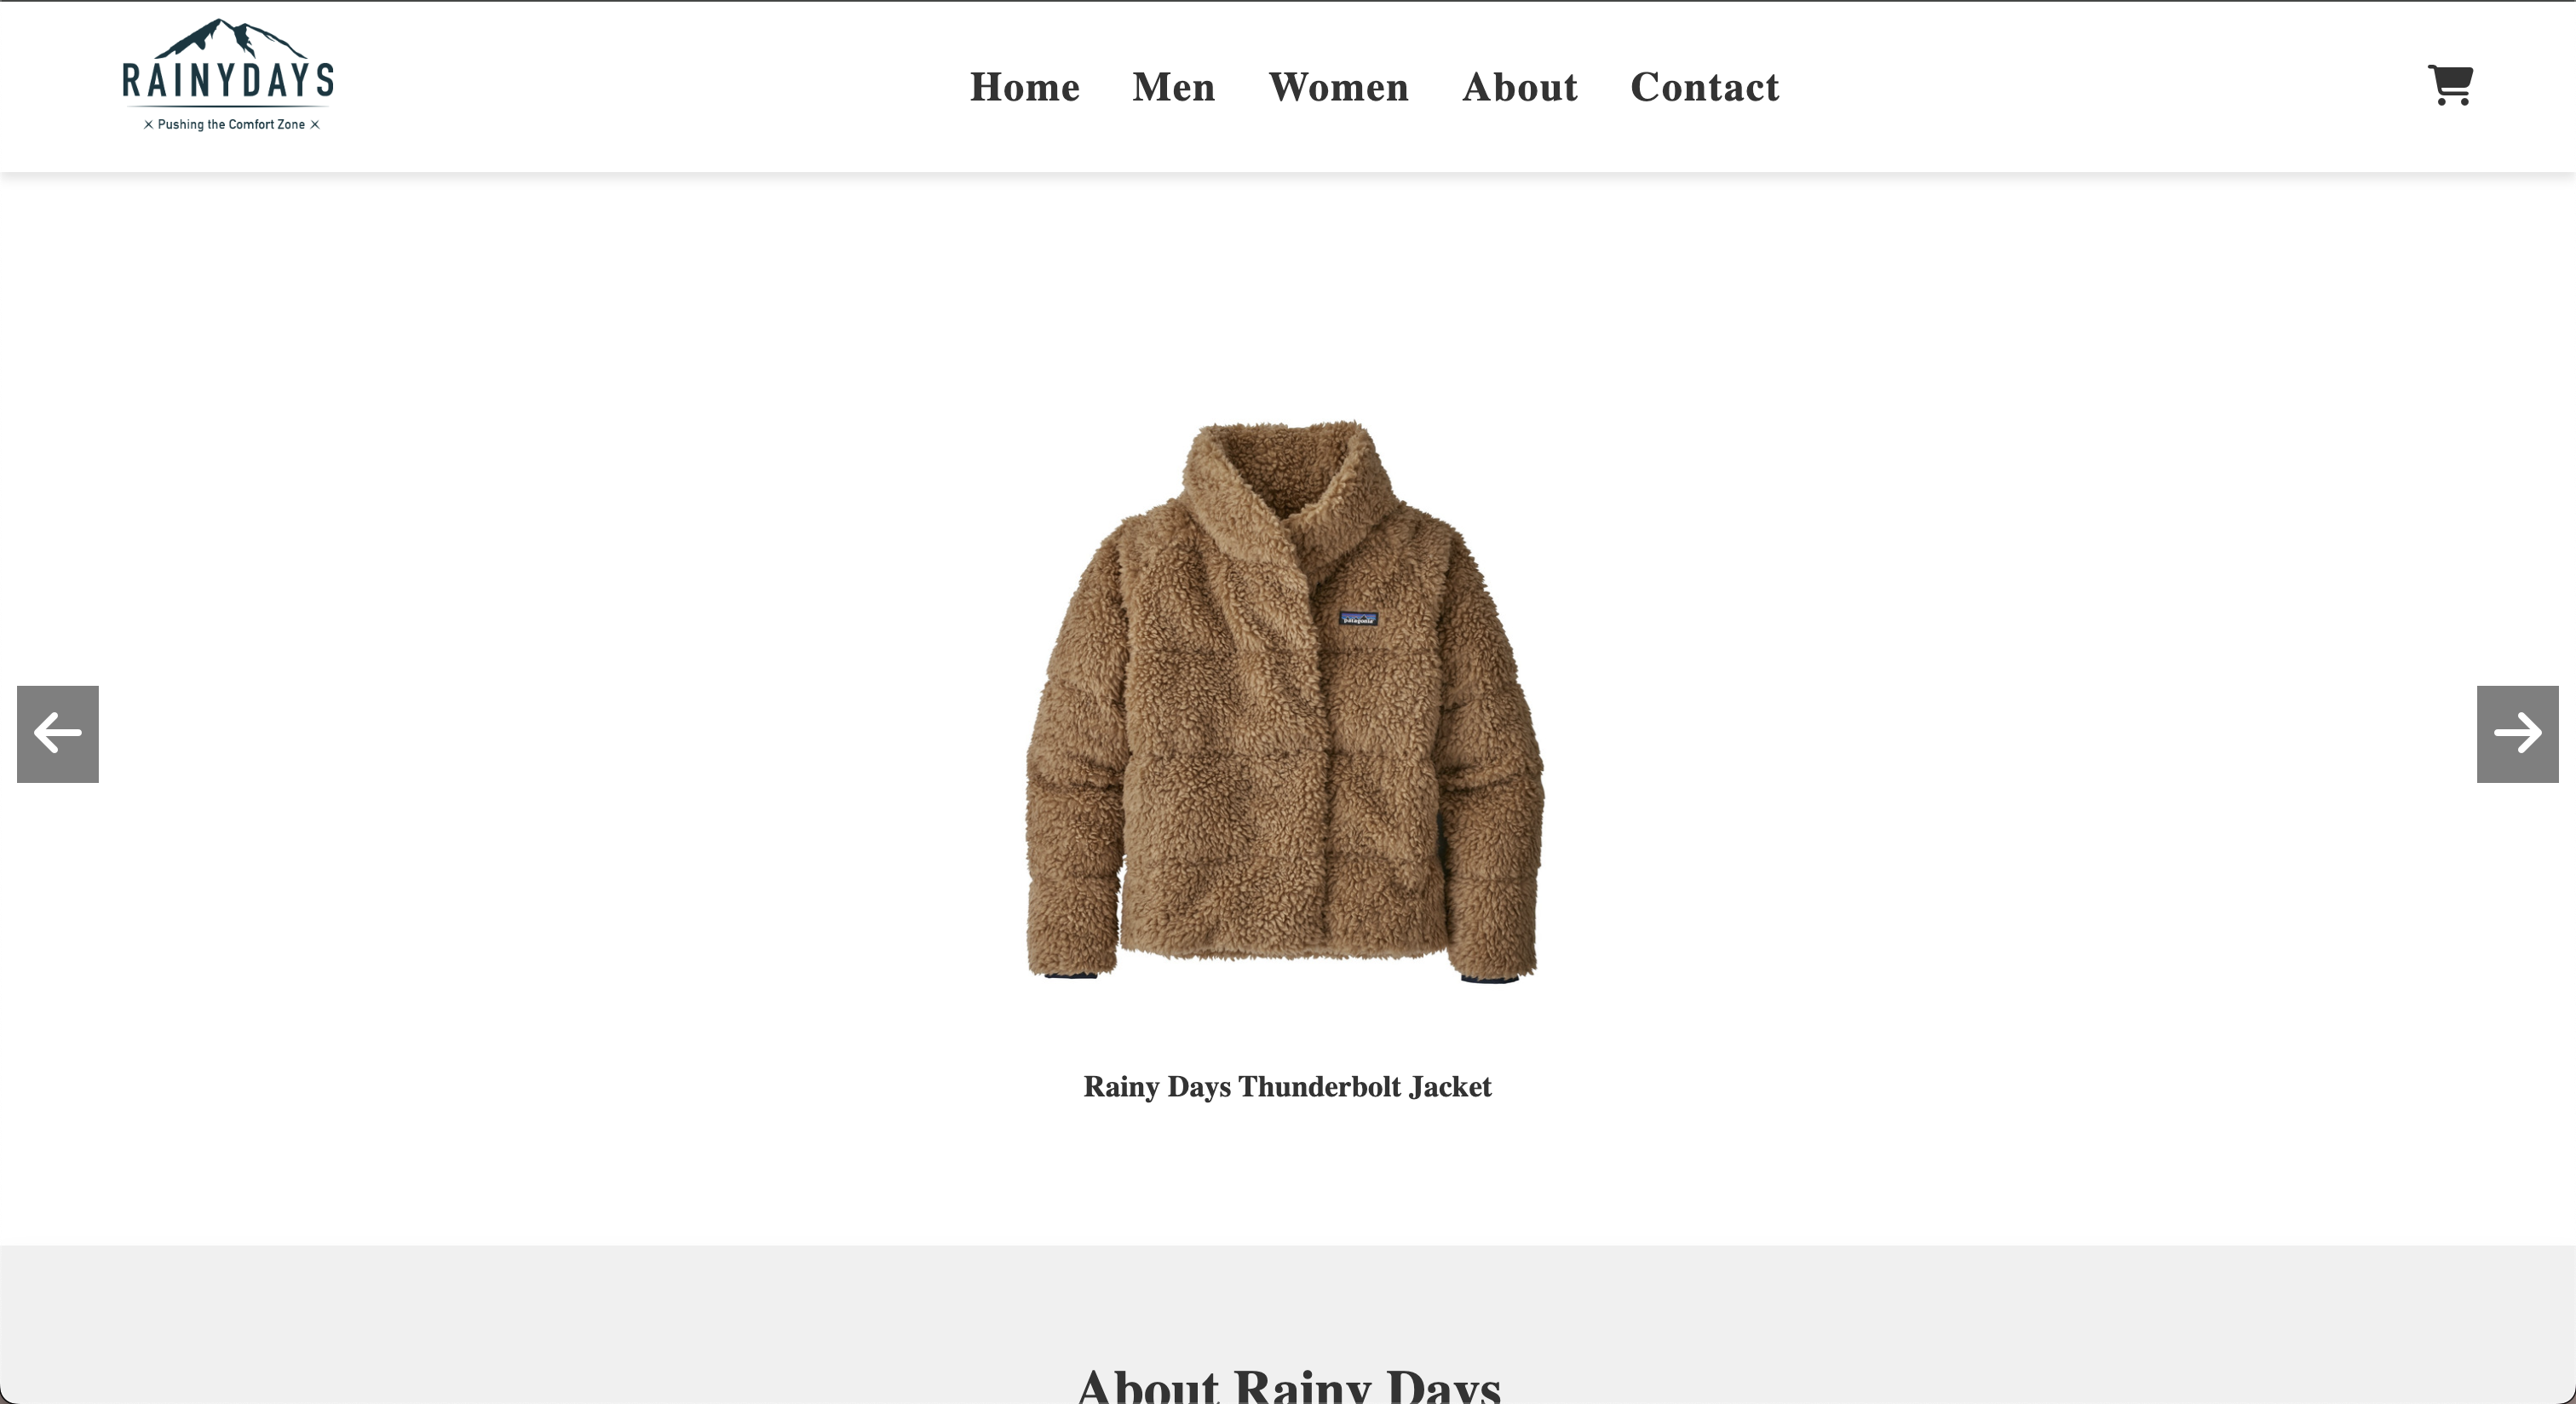 RAINYDAYS
× Pushing the Comfort Zone ×
Home Men Women About Contact
patagonia
Rainy Days Thunderbolt Jacket
About Rainy Days